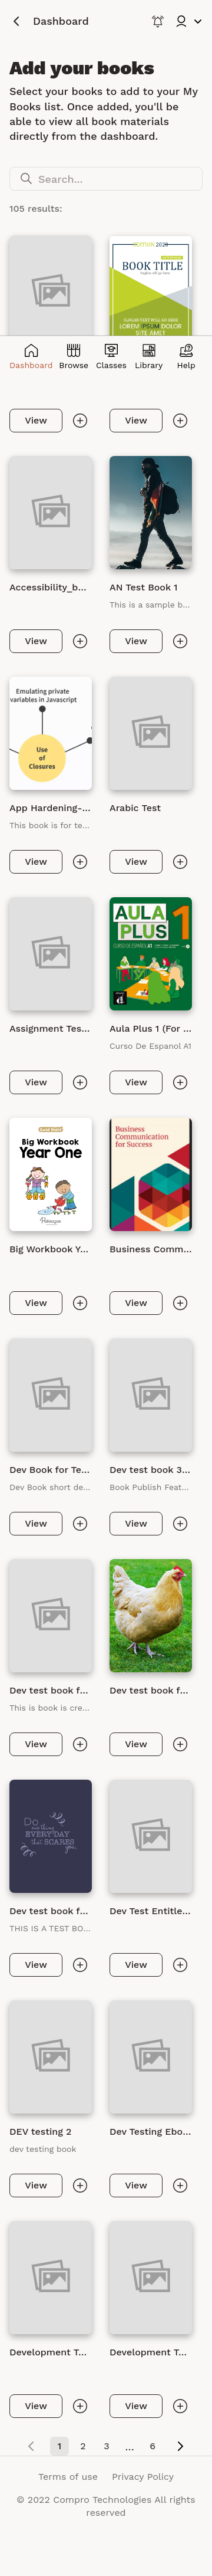 Dashboard
Add your books
Select your books to add to your My
Books list. Once added, you'll be
able to view all book materials
directly from the dashboard.
Search...
105 results:
EDITION 2020
BOOK TITLE
LOREM IPSUM DOLOR
SIT AMET
Dashboard Browse Classes Library Help
View View
Accessibility_b... AN Test Book 1
This is a sample b...
View View
Emulating private
variables in Javascript
Use
of
Closures
App Hardening-... Arabic Test
This book is for te...
View View
AULA
PLUS 1
CURSO DE ESPAÑOL A1
Assignment Tes... Aula Plus 1 (For ...
Curso De Espanol A1
View View
Big Workbook
Year One
Business
Communication
for Success
Big Workbook Y... Business Comm...
View View
Dev Book for Te... Dev test book 3...
Dev Book short de... Book Publish Feat...
View View
Dev test book f... Dev test book f...
This is book is cre...
View View
Do
one thing
EVERYDAY
that SCARES
you.
Dev test book f... Dev Test Entitle...
THIS IS A TEST BO...
View View
DEV testing 2 Dev Testing Ebo...
dev testing book
View View
Development T... Development T...
View View
1 2 3 ... 6
Terms of use Privacy Policy
© 2022 Compro Technologies All rights
reserved